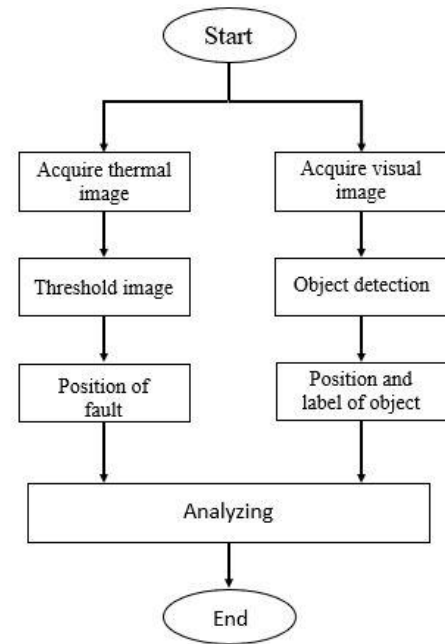 Start
Acquire thermal
image
Acquire visual
image
Threshold image
Object detection
Position of
fault
Position and
label of object
Analyzing
End